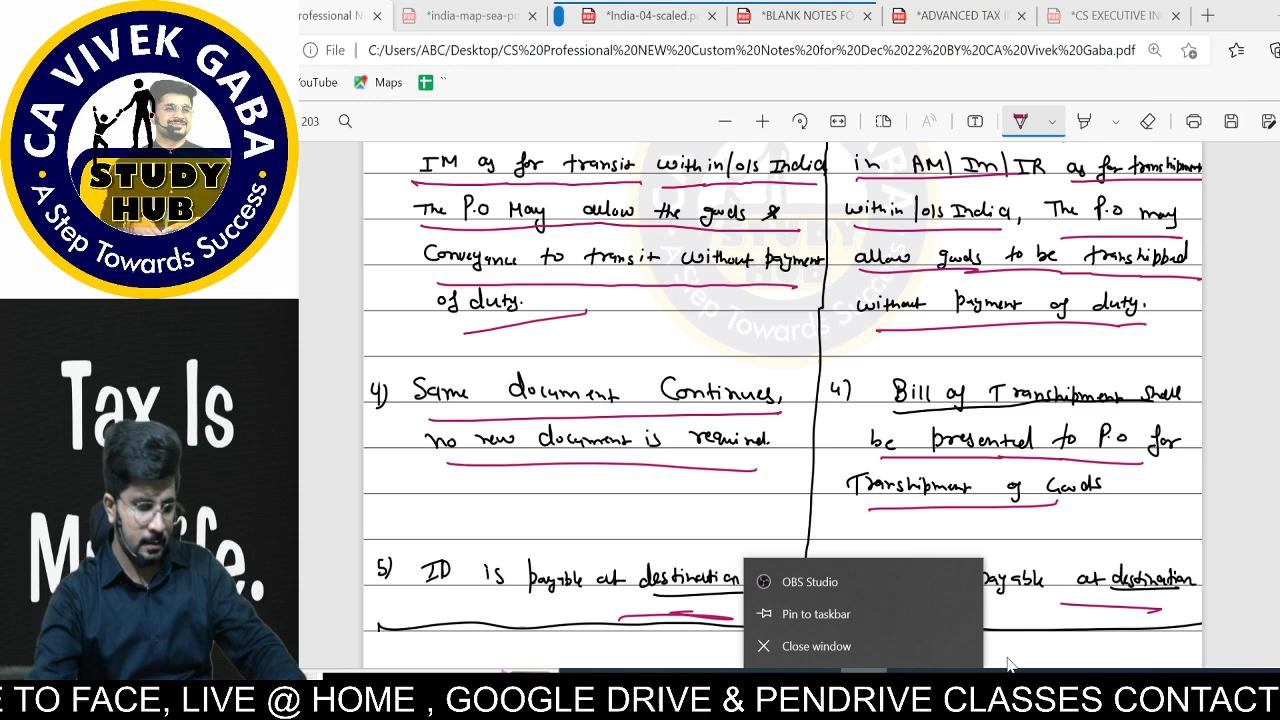 rofessional N
*india-map-sea-po
*India-04-scaled.pa
*BLANK NOTES FO
*ADVANCED TAX
*CS EXECUTIVE IN
File
C:/Users/ABC/Desktop/CS%20Professional%20NEW%20Custom%20Notes%20for%20Dec%2022%20BY%20CA%20Vivek%20Gaba.pdf
ouTube
Maps
``
203
CA VIVEK GABA
STUDY
HUB
• A Step Towards Success •
Tax Is
M
fe.
IM as for transit within/o/s India
The P.O May allow the goods &
Conveyance to transit without payment
of duty.
4) Same document Continues,
no new document is required.
5) ID is payable at destination
in AM/Im/IR as for transhipment
within/o/s India, The P.O may
allow goods to be transhipped
without payment of duty.
4) Bill of Transhipment shall
be presented to P.O for
Transhipment of Goods
payable at destination
OBS Studio
Pin to taskbar
Close window
E TO FACE, LIVE @ HOME , GOOGLE DRIVE & PENDRIVE CLASSES CONTACT